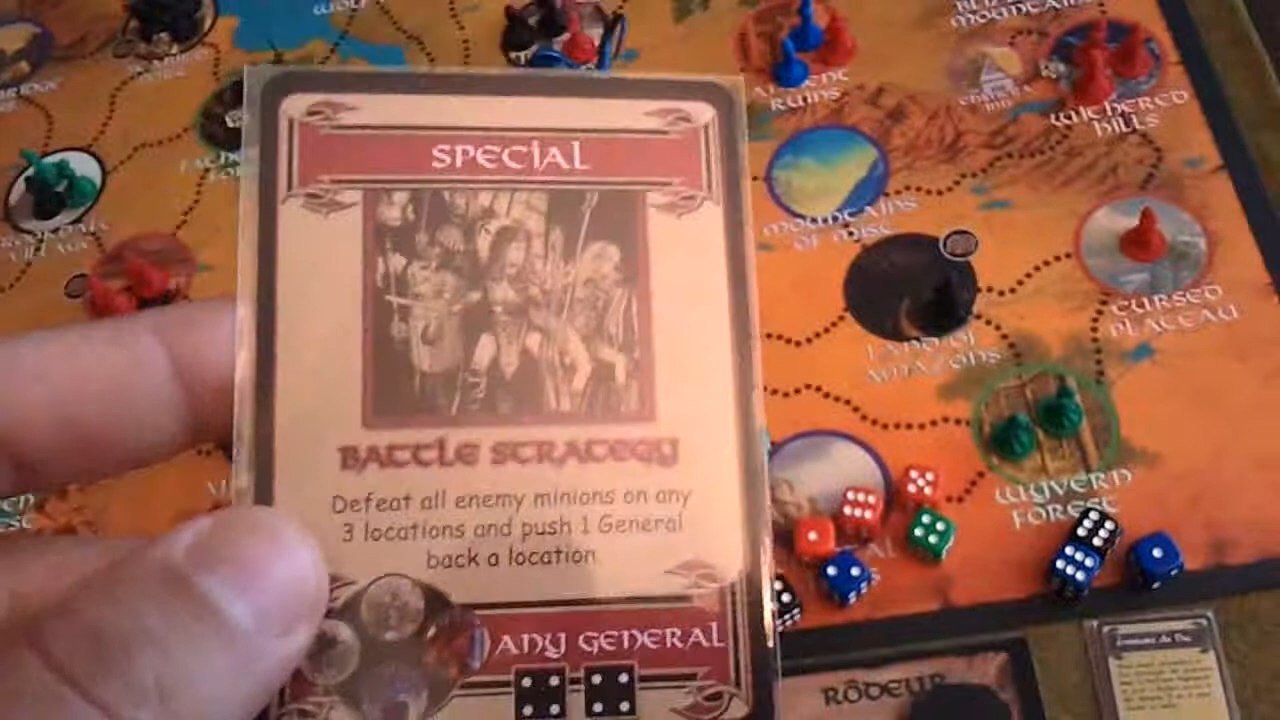 SPECIAL
BATTLE STRATEGY
Defeat all enemy minions on any
3 locations and push 1 General
back a location
ANY GENERAL
ANCIENT
RUINS
MOUNTAINS
WITHERED
HILLS
MOUNTAINS
OF MIST
CURSED
PLATEAU
LAND OF
AMAZONS
WYVERN
FOREST
RÔDEUR